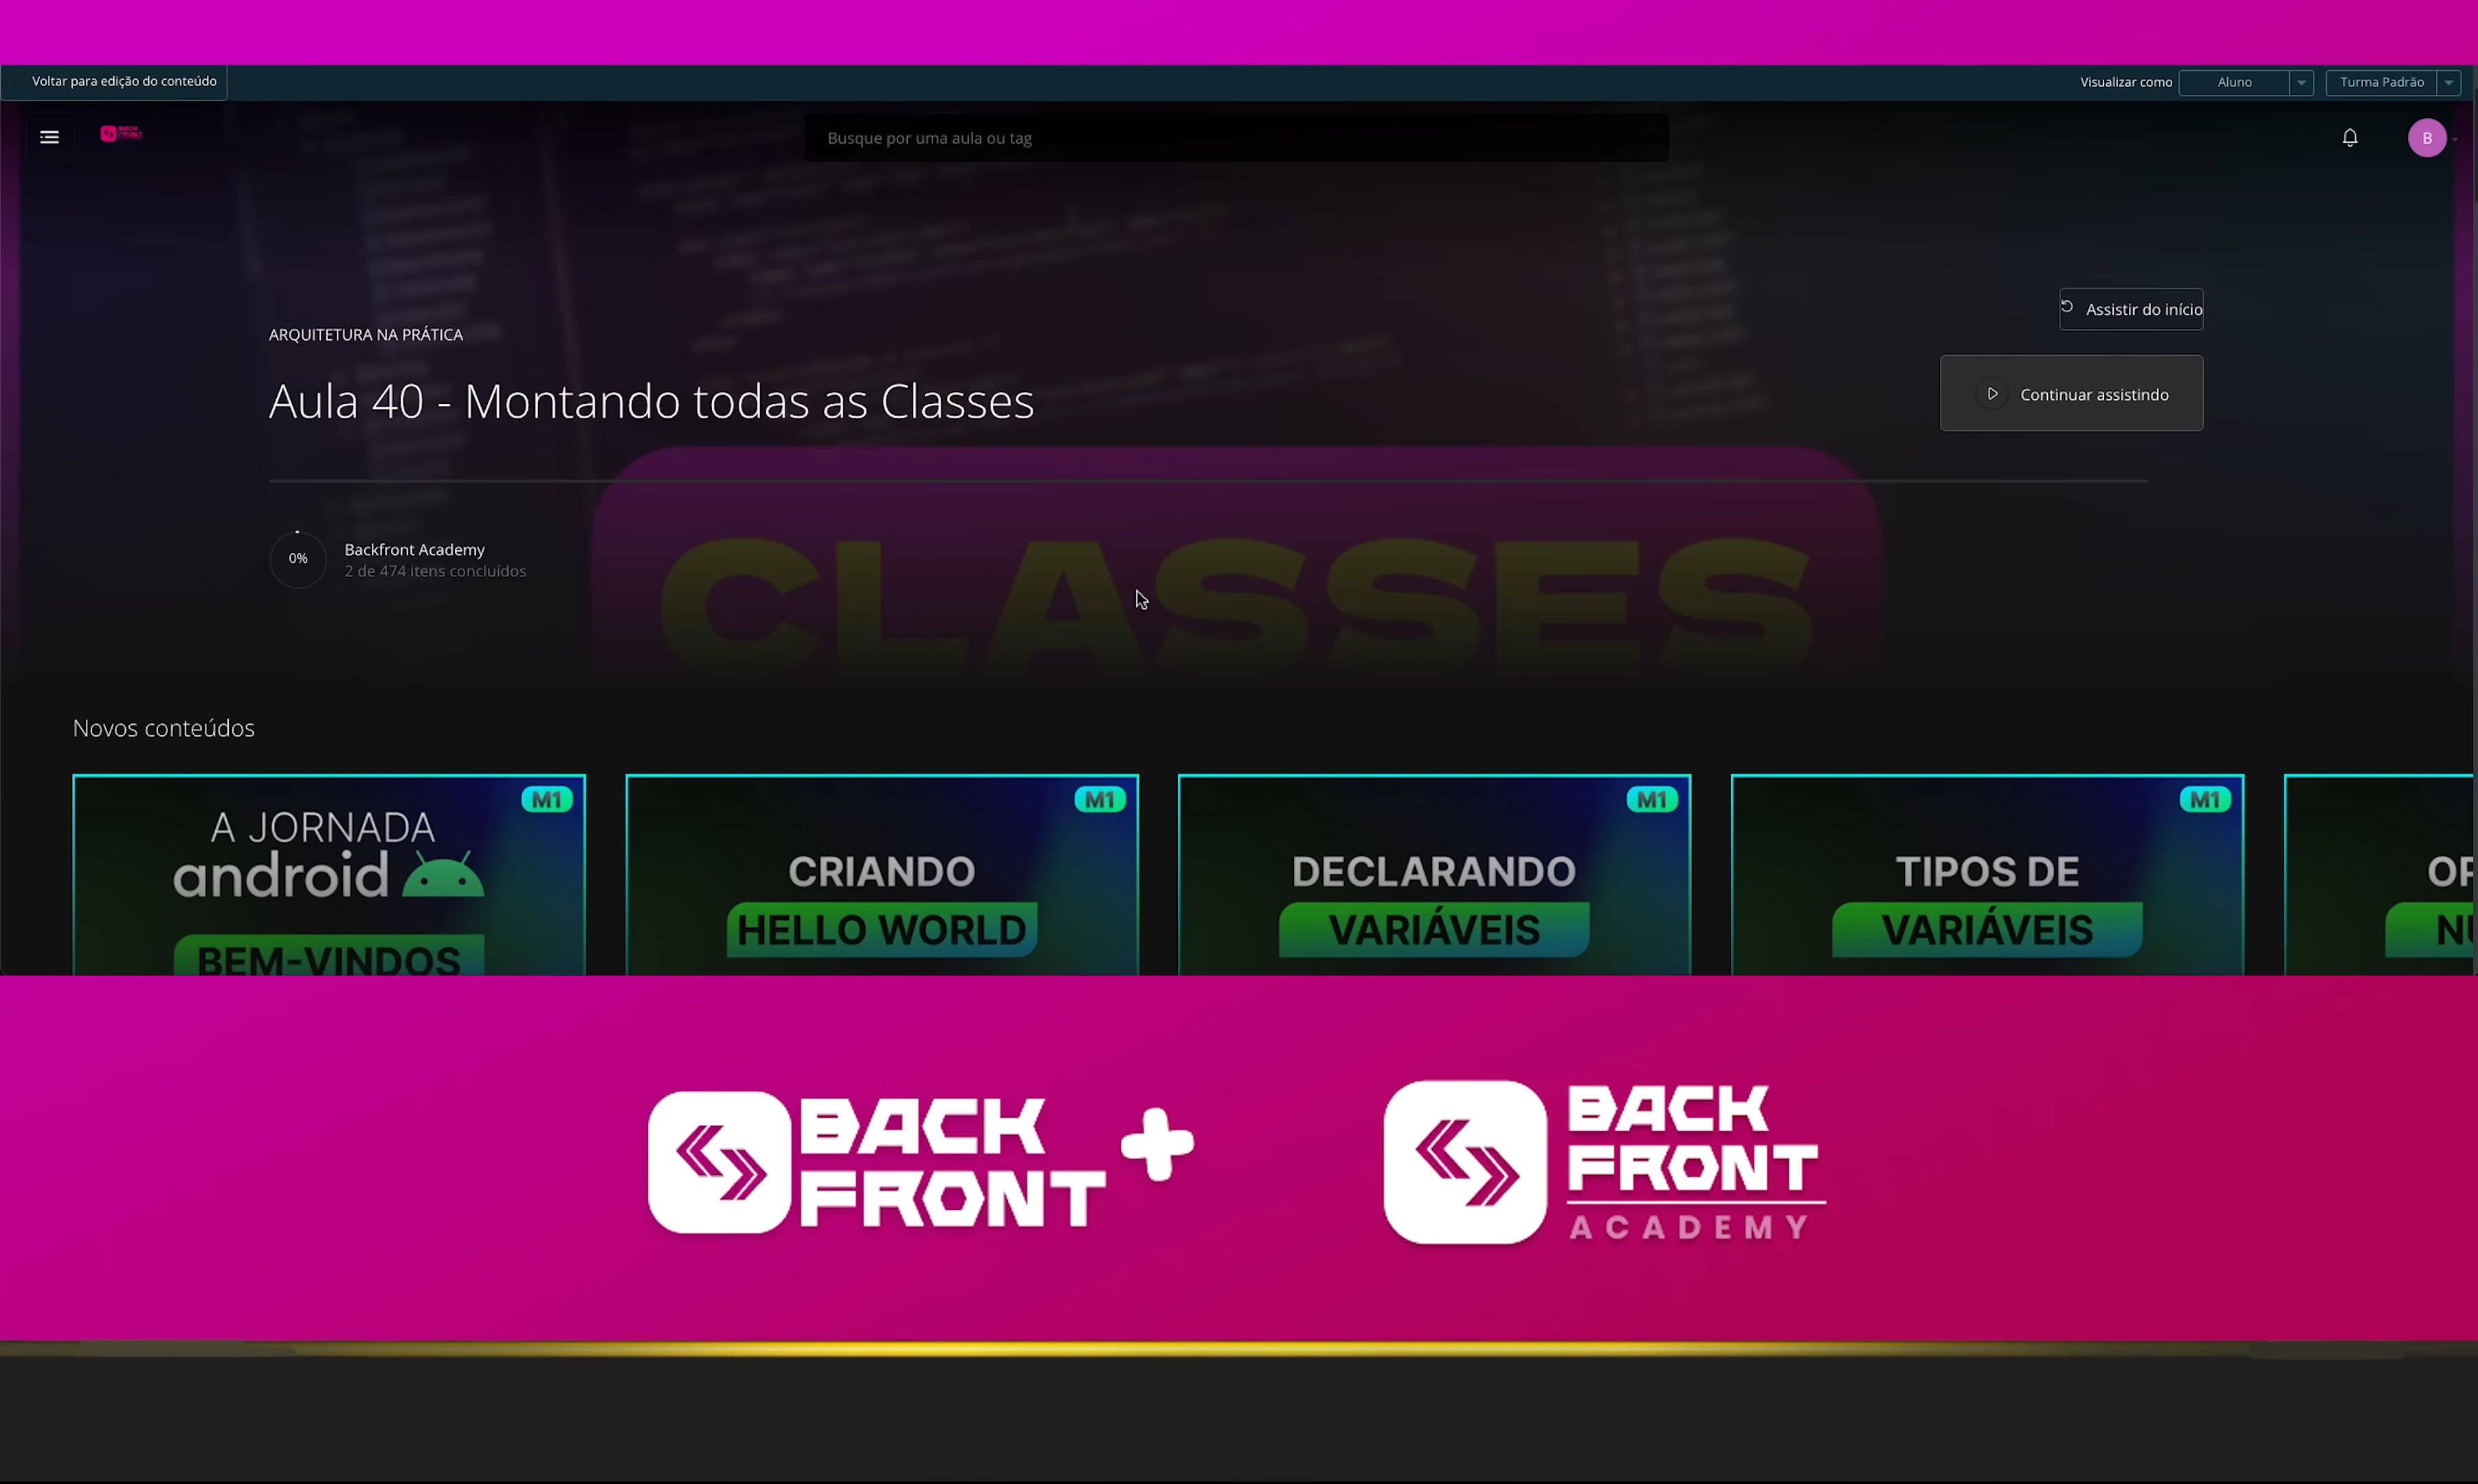 Voltar para edição do conteúdo
Visualizar como
Aluno
Turma Padrão
BACK
FRONT
Busque por uma aula ou tag
B
Assistir do início
ARQUITETURA NA PRÁTICA
Aula 40 - Montando todas as Classes
Continuar assistindo
CLASSES
0%
Backfront Academy
2 de 474 itens concluídos
Novos conteúdos
M1
A JORNADA
android
BEM-VINDOS
M1
CRIANDO
HELLO WORLD
M1
DECLARANDO
VARIÁVEIS
M1
TIPOS DE
VARIÁVEIS
BACK
FRONT +
BACK
FRONT
ACADEMY